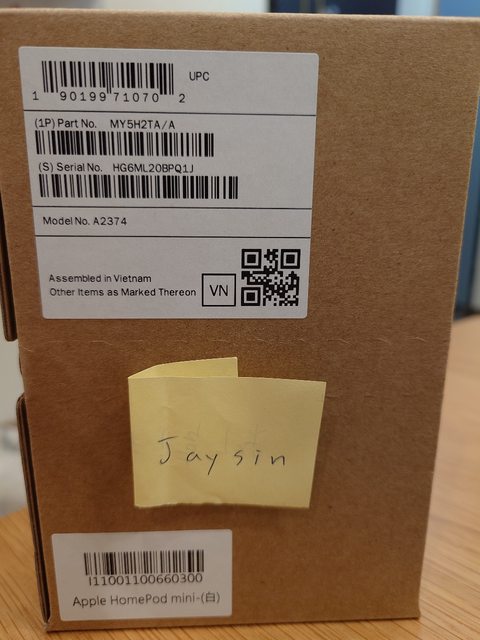 UPC
1 90199 71070 2
(1P) Part No. MY5H2TA/A
(S) Serial No. HG6ML20BPQ1J
Model No. A2374
Assembled in Vietnam
Other Items as Marked Thereon
VN
Jaysin
I11001100660300
Apple HomePod mini-(白)